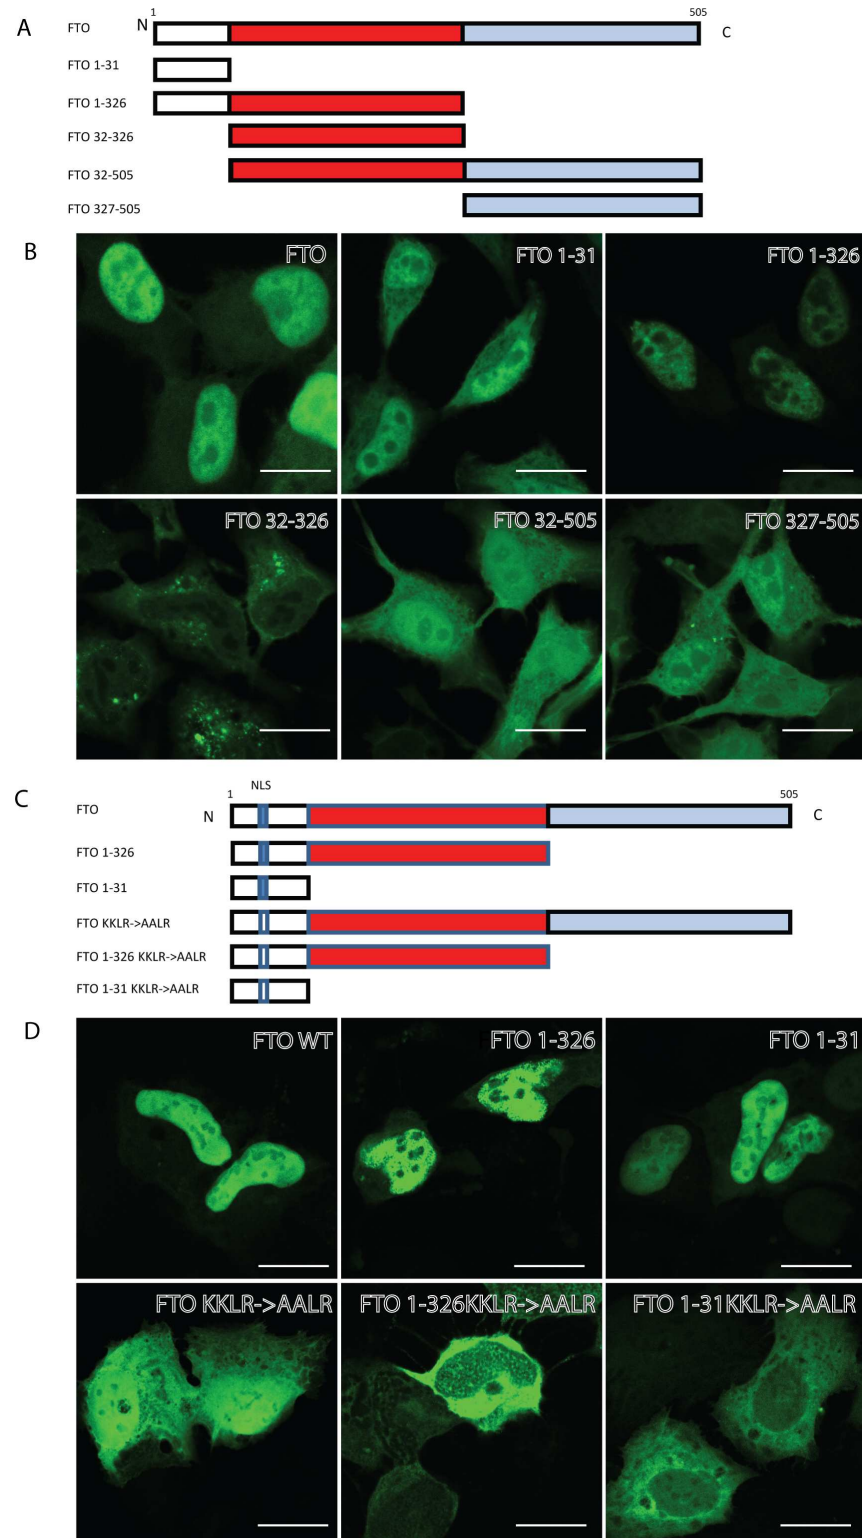 A
1
505
FTO
N
C
FTO 1-31
FTO 1-326
FTO 32-326
FTO 32-505
FTO 327-505
B
FTO
FTO 1-31
FTO 1-326
FTO 32-326
FTO 32-505
FTO 327-505
C
NLS
1
505
FTO
N
C
FTO 1-326
FTO 1-31
FTO KKLR->AALR
FTO 1-326 KKLR->AALR
FTO 1-31 KKLR->AALR
D
FTO WT
FTO 1-326
FTO 1-31
FTO KKLR->AALR
FTO 1-326KKLR->AALR
FTO 1-31KKLR->AALR